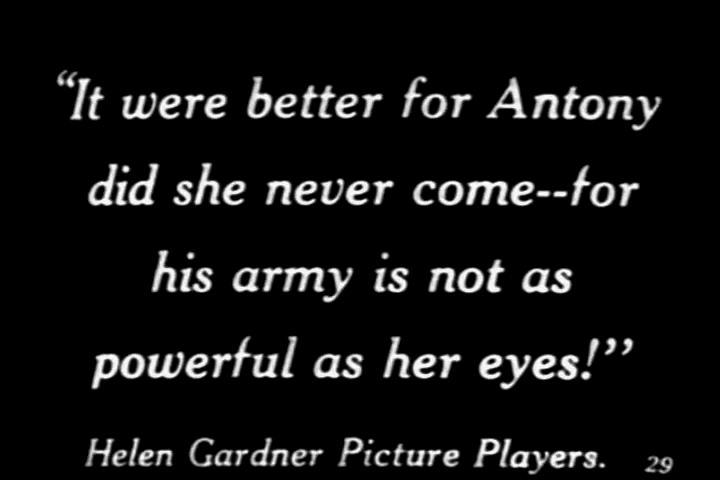 “It were better for Antony
did she never come--for
his army is not as
powerful as her eyes!”
Helen Gardner Picture Players. 29